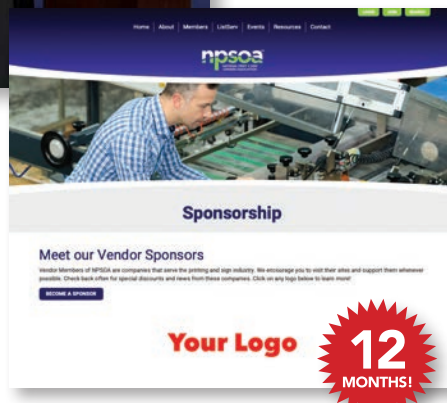 LOGIN JOIN SEARCH
Home About Members ListServ Events Resources Contact
npsoa
Sponsorship
Meet our Vendor Sponsors
Vendor Members of NPSOA are companies that serve the printing and sign industry. We encourage you to visit their sites and support them whenever
possible. Check back often for special discounts and news from these companies. Click on any logo below to learn more!
BECOME A SPONSOR
Your Logo
12
MONTHS!